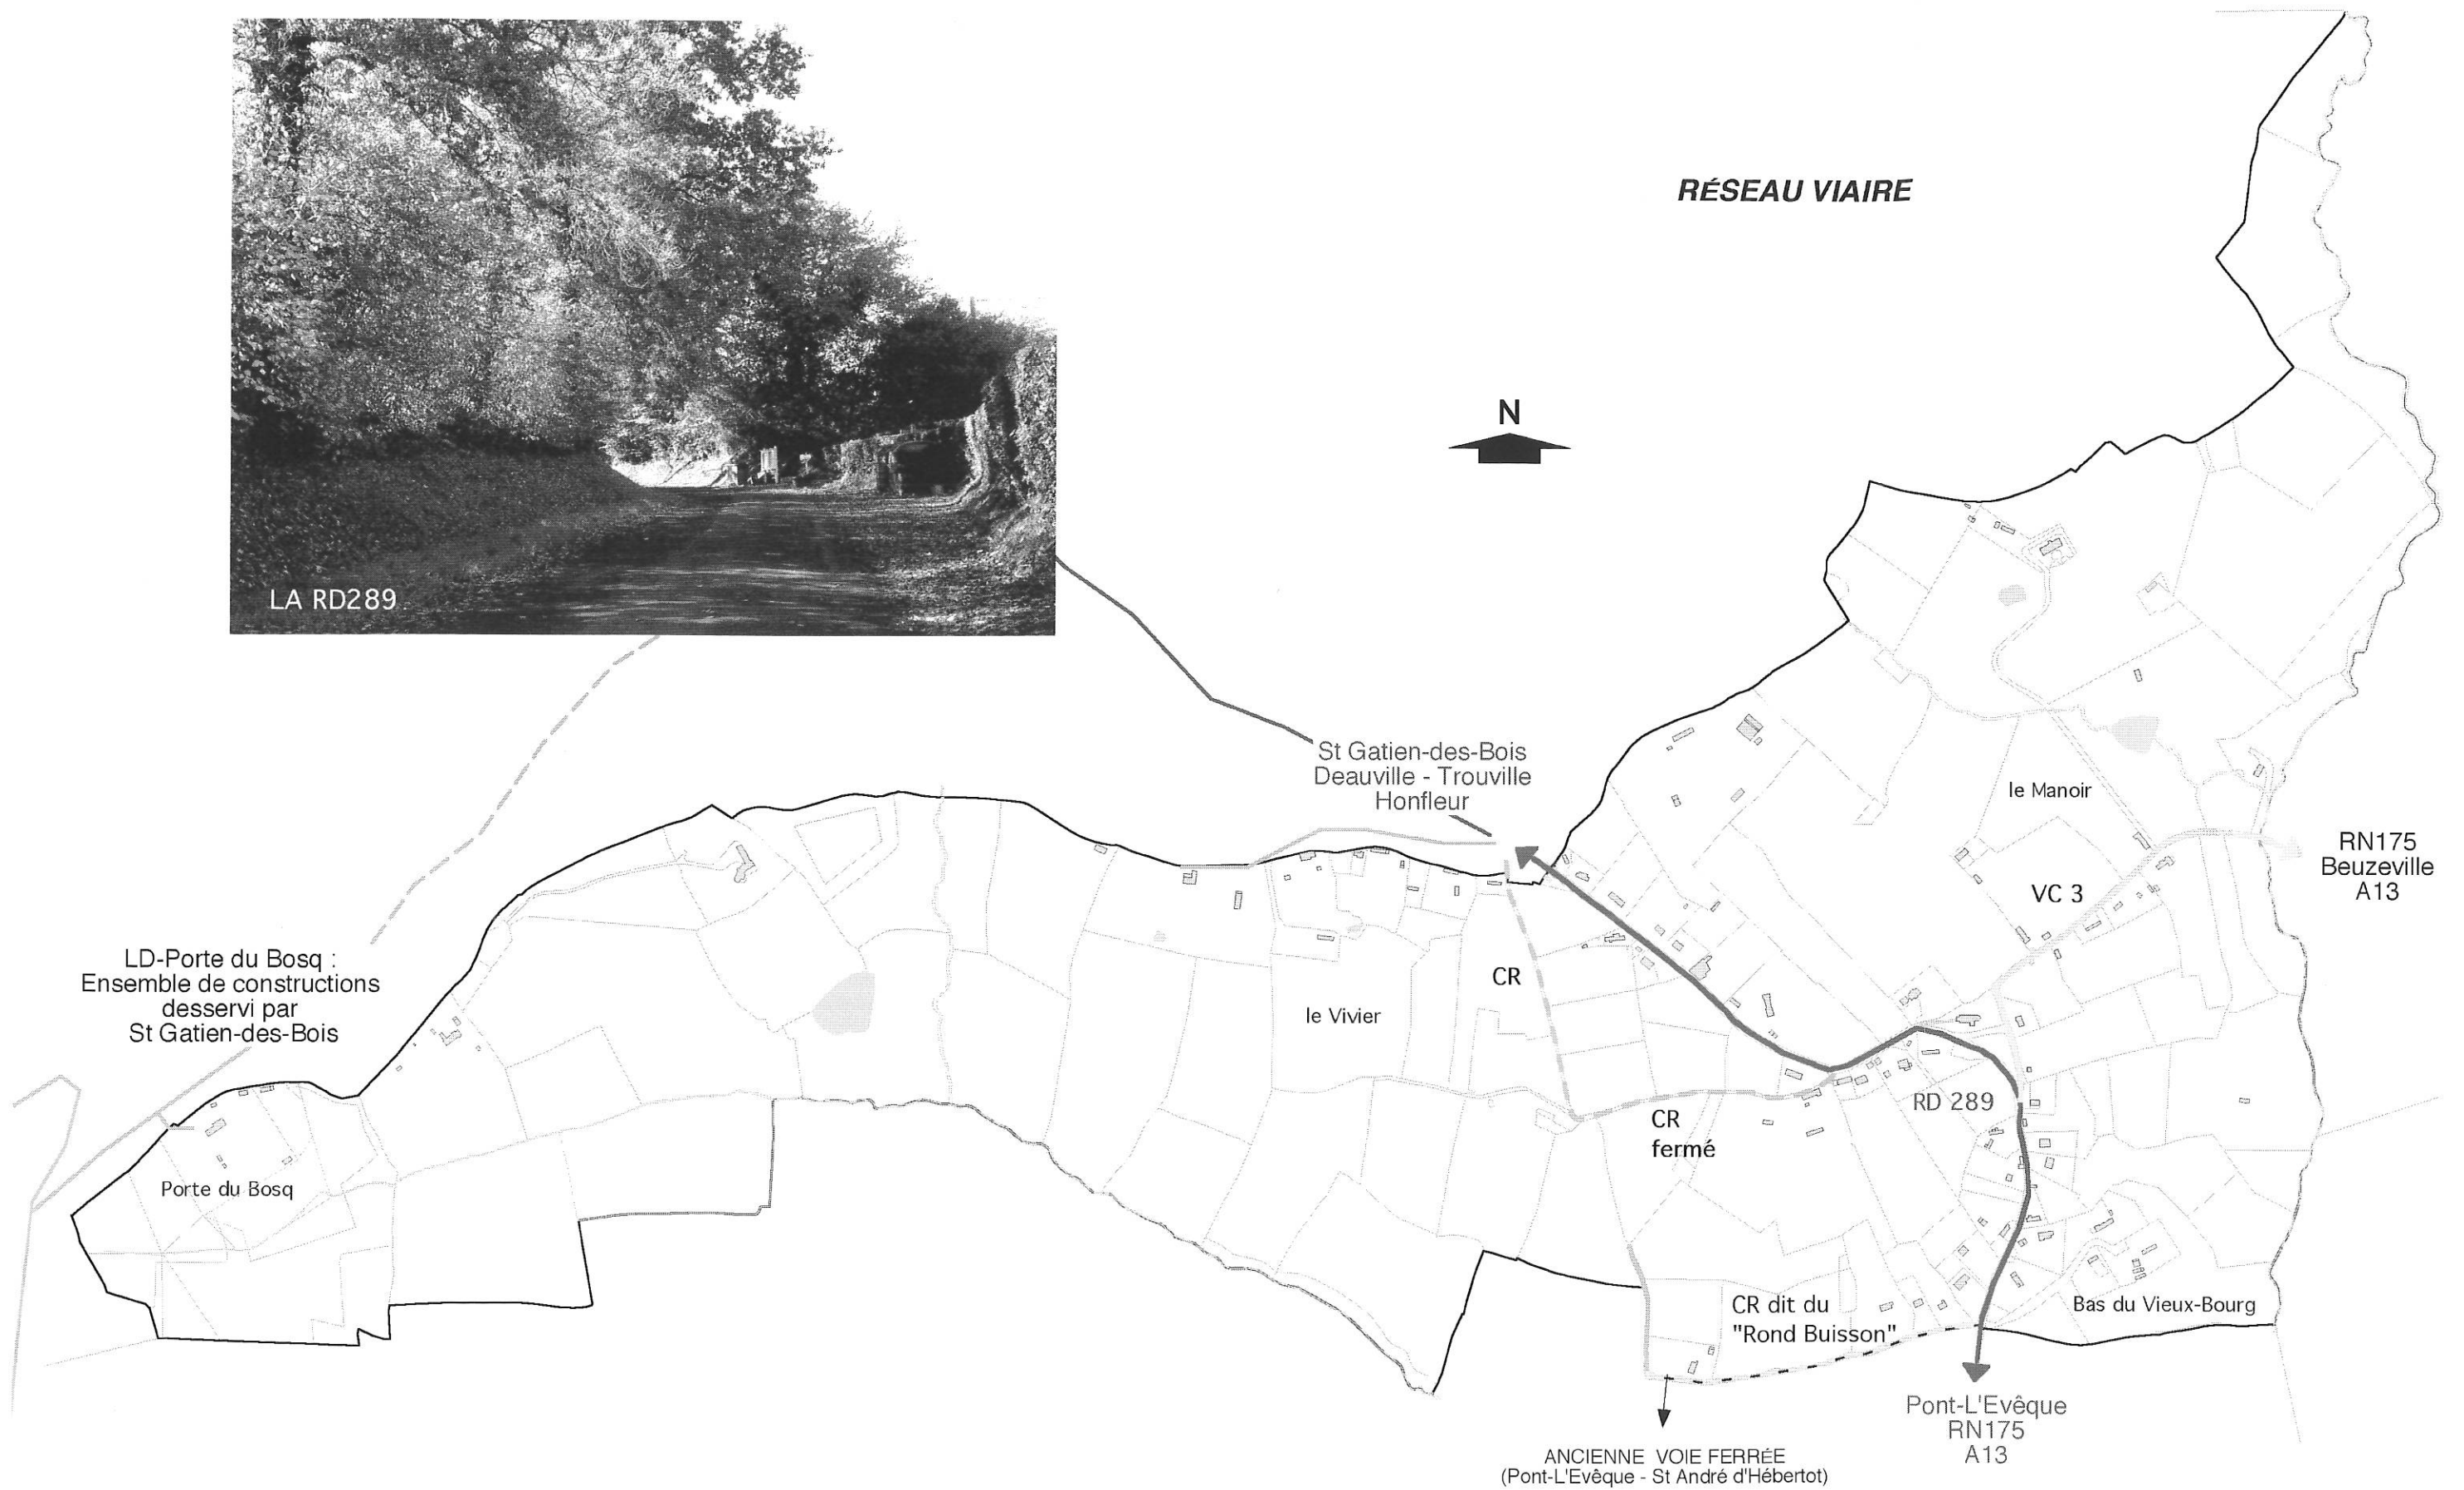 RÉSEAU VIAIRE
N
LA RD289
St Gatien-des-Bois
Deauville - Trouville
Honfleur
le Manoir
RN175
Beuzeville
A13
VC 3
LD-Porte du Bosq :
Ensemble de constructions
desservi par
St Gatien-des-Bois
CR
le Vivier
RD 289
CR
fermé
Porte du Bosq
CR dit du
"Rond Buisson"
Bas du Vieux-Bourg
Pont-L'Evêque
RN175
A13
ANCIENNE VOIE FERRÉE
(Pont-L'Evêque - St André d'Hébertot)